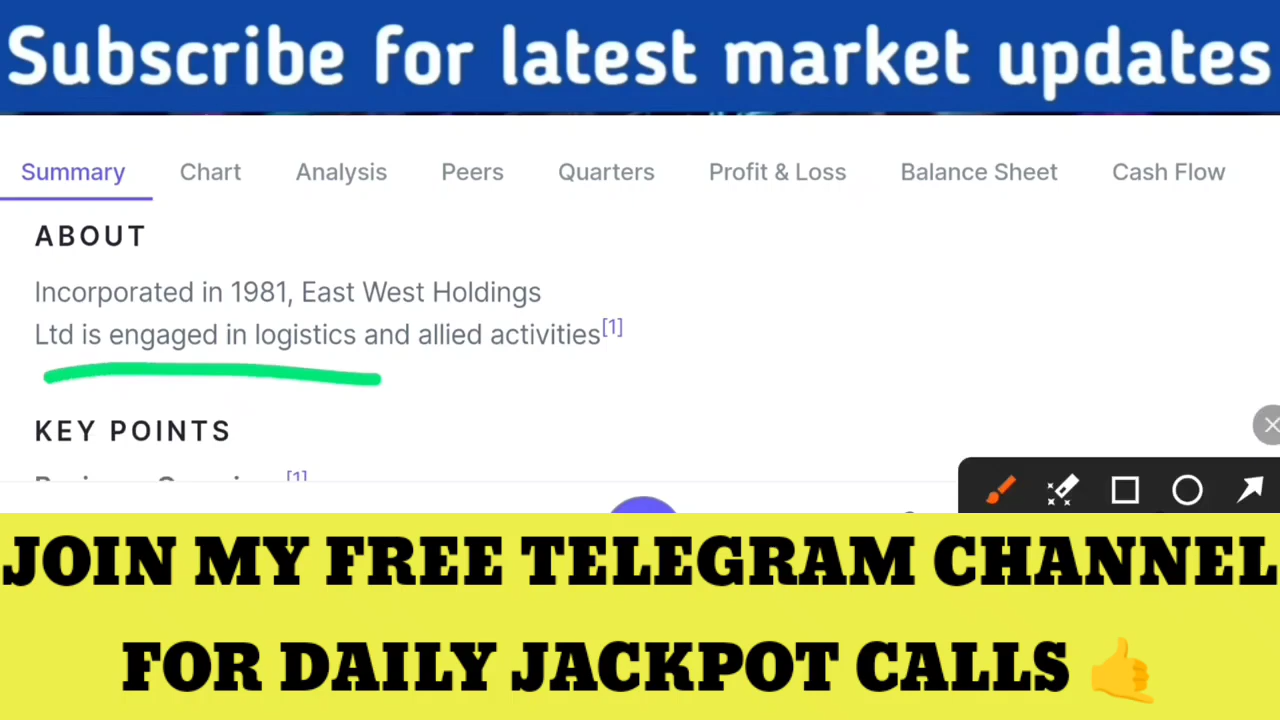 Subscribe for latest market updates
Summary Chart Analysis Peers Quarters Profit & Loss Balance Sheet Cash Flow
ABOUT
Incorporated in 1981, East West Holdings
Ltd is engaged in logistics and allied activities[1]
KEY POINTS
[1]
JOIN MY FREE TELEGRAM CHANNEL
FOR DAILY JACKPOT CALLS 🤙